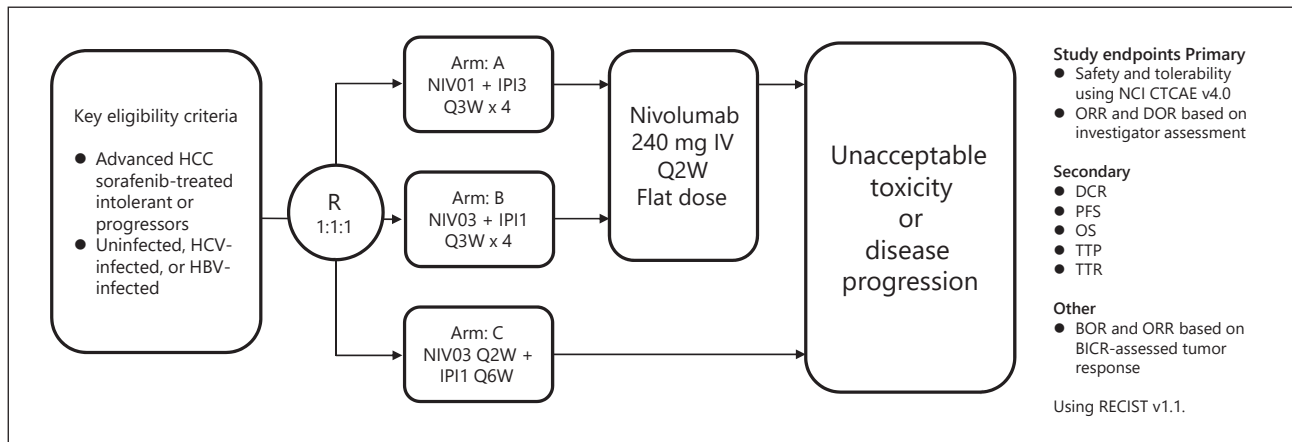 Key eligibility criteria
● Advanced HCC
sorafenib-treated
intolerant or
progressors
● Uninfected, HCV-
infected, or HBV-
infected
R
1:1:1
Arm: A
NIV01 + IPI3
Q3W x 4
Arm: B
NIV03 + IPI1
Q3W x 4
Arm: C
NIV03 Q2W +
IPI1 Q6W
Nivolumab
240 mg IV
Q2W
Flat dose
Unacceptable
toxicity
or
disease
progression
Study endpoints Primary
● Safety and tolerability
using NCI CTCAE v4.0
● ORR and DOR based on
investigator assessment
Secondary
● DCR
● PFS
● OS
● TTP
● TTR
Other
● BOR and ORR based on
BICR-assessed tumor
response
Using RECIST v1.1.